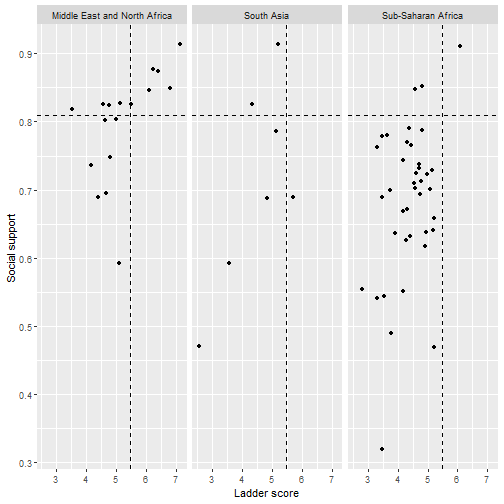 Middle East and North Africa
South Asia
Sub-Saharan Africa
Social support
0.9
0.8
0.7
0.6
0.5
0.4
0.3
3 4 5 6 7
3 4 5 6 7
3 4 5 6 7
Ladder score